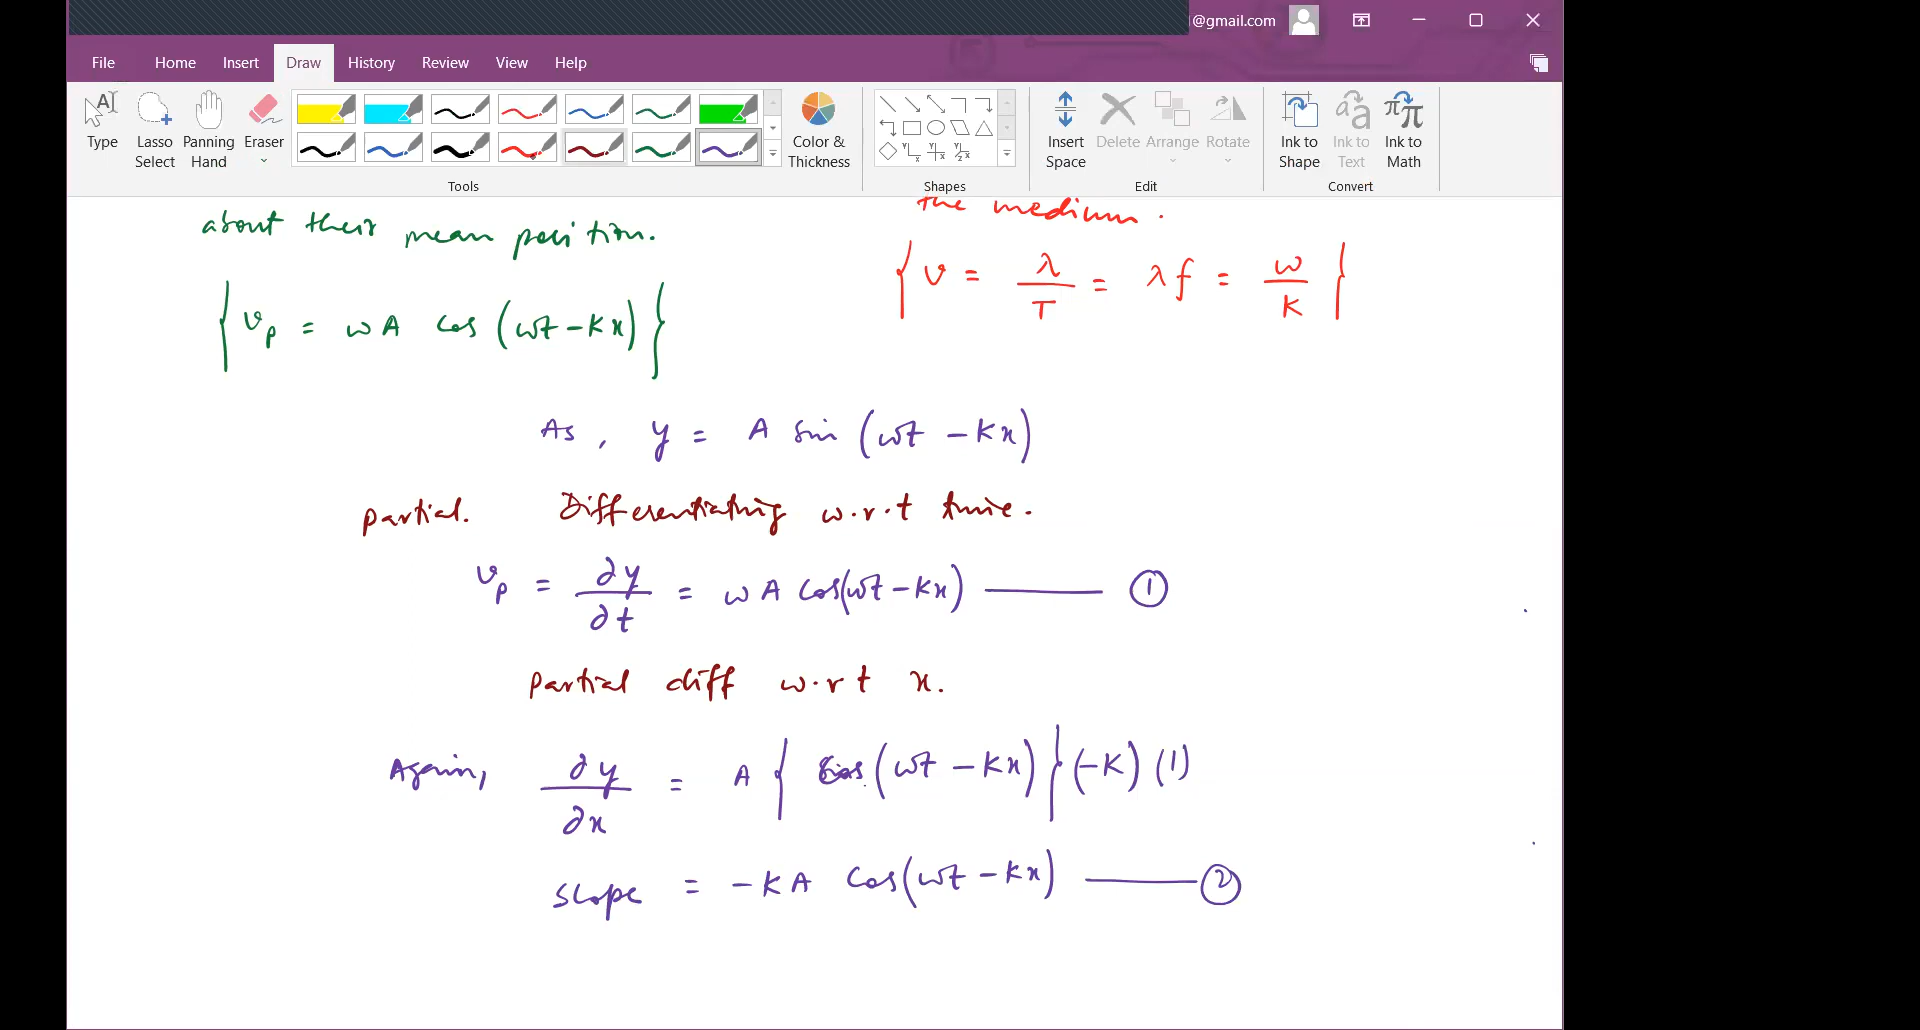 1@gmail.com
File Home Insert Draw History Review View Help
Type Lasso Select Panning Hand Eraser Color & Thickness Insert Space Delete Arrange Rotate Ink to Shape Ink to Text Ink to Math
Tools Shapes Edit Convert
the medium.
about their mean position.
{ v = λ/T = λf = ω/K }
{ vₚ = ωA cos (ωt - Kx) }
As, y = A sin (ωt - Kx)
partial. Differentiating w.r.t time.
vₚ = ∂y/∂t = ωA cos(ωt - Kx) —— ①
Partial diff w.r.t x.
Again, ∂y/∂x = A { cos (ωt - Kx) } (-K) (1)
slope = -KA cos(ωt - Kx) —— ②